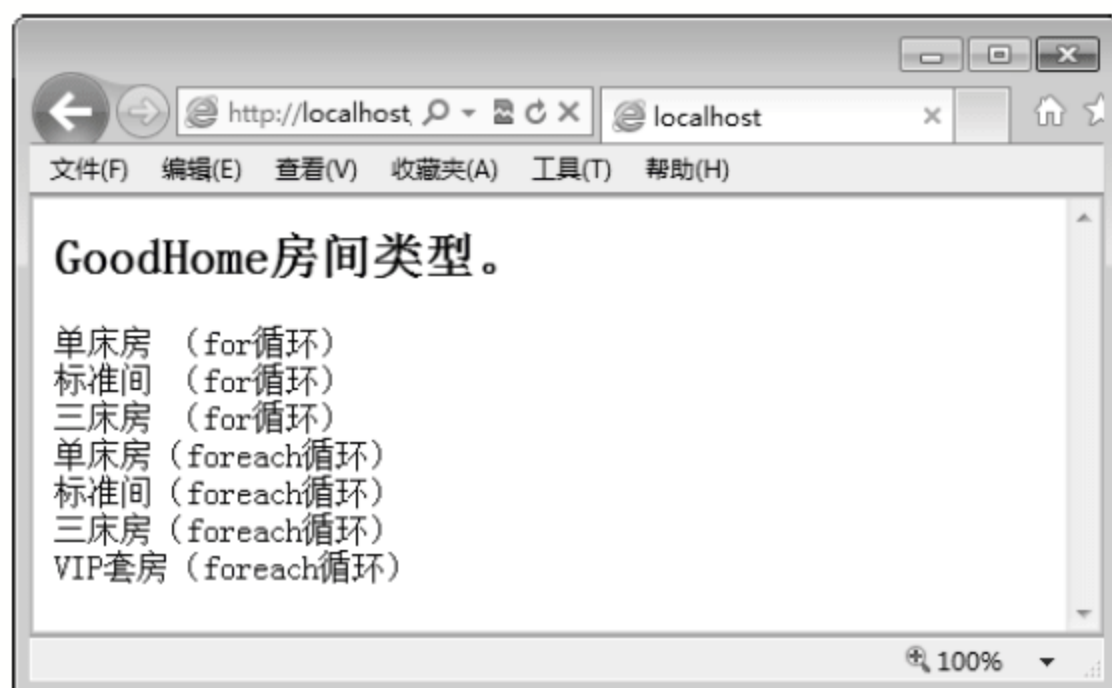 http://localhost
localhost
文件(F) 编辑(E) 查看(V) 收藏夹(A) 工具(T) 帮助(H)
GoodHome房间类型。
单床房 （for循环）
标准间 （for循环）
三床房 （for循环）
单床房（foreach循环）
标准间（foreach循环）
三床房（foreach循环）
VIP套房（foreach循环）
100%